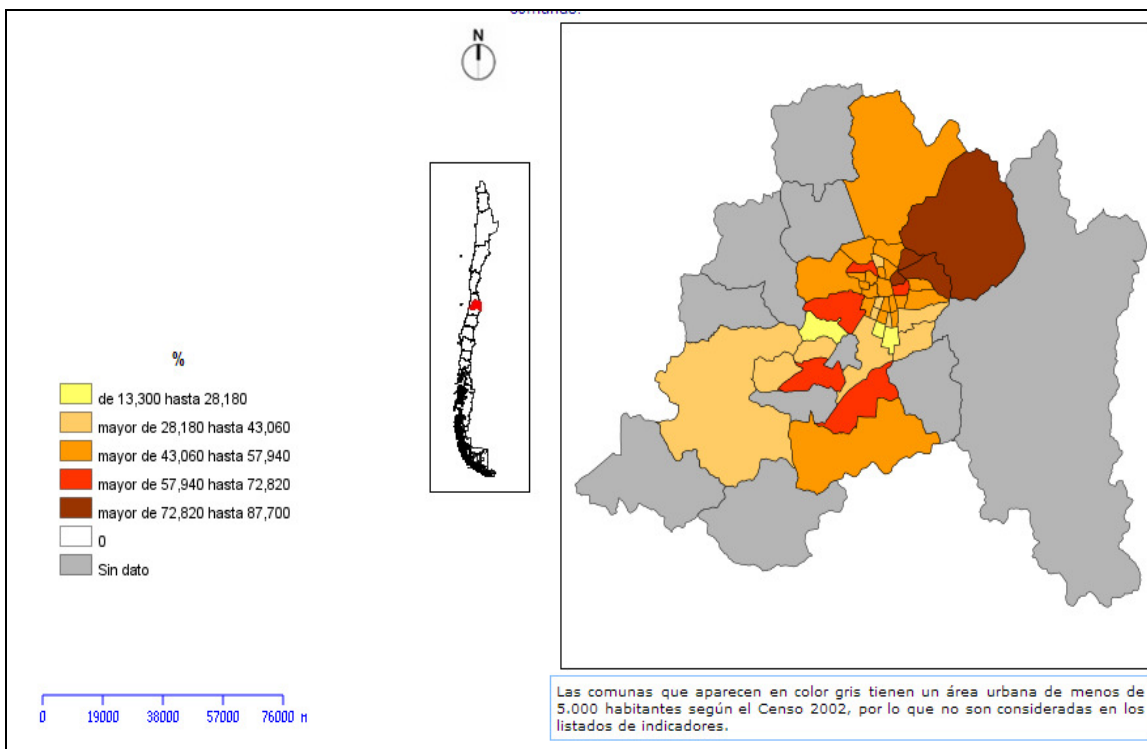 comunas.
N
%
de 13,300 hasta 28,180
mayor de 28,180 hasta 43,060
mayor de 43,060 hasta 57,940
mayor de 57,940 hasta 72,820
mayor de 72,820 hasta 87,700
0
Sin dato
0 19000 38000 57000 76000 M
Las comunas que aparecen en color gris tienen un área urbana de menos de
5.000 habitantes según el Censo 2002, por lo que no son consideradas en los
listados de indicadores.